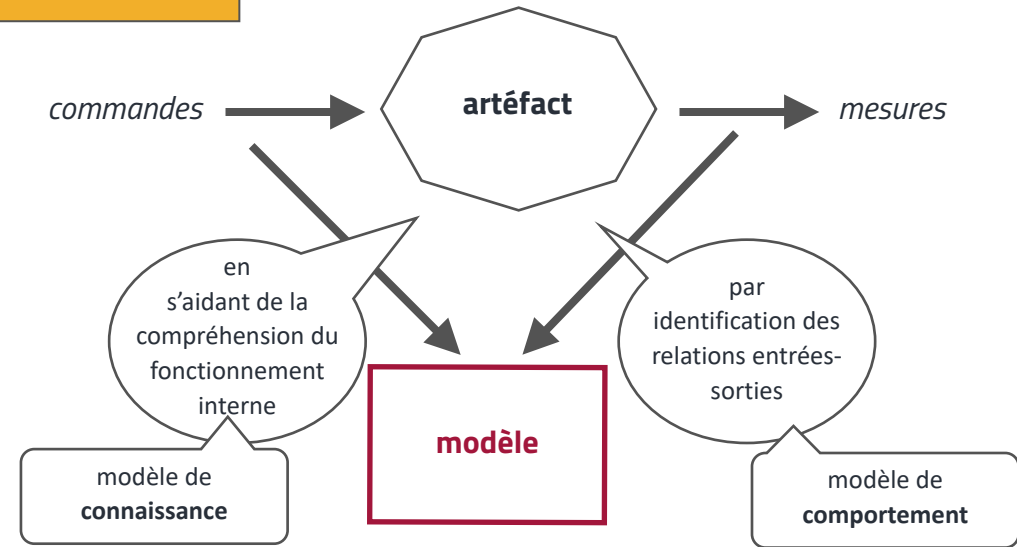 commandes
artéfact
mesures
en
s’aidant de la
compréhension du
fonctionnement
interne
par
identification des
relations entrées-
sorties
modèle
modèle de
connaissance
modèle de
comportement